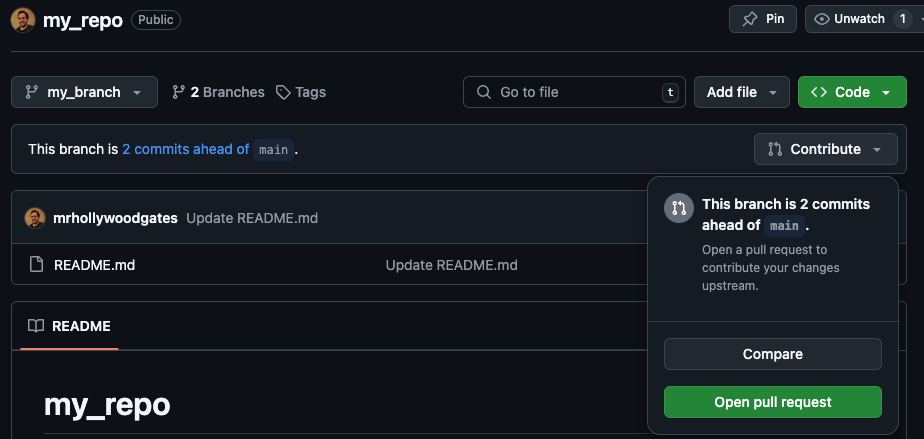 my_repo Public Pin Unwatch 1
my_branch 2 Branches Tags Go to file t Add file <> Code
This branch is 2 commits ahead of main . Contribute
mrhollywoodgates Update README.md
README.md Update README.md
This branch is 2 commits
ahead of main .
Open a pull request to
contribute your changes
upstream.
Compare
Open pull request
README
my_repo